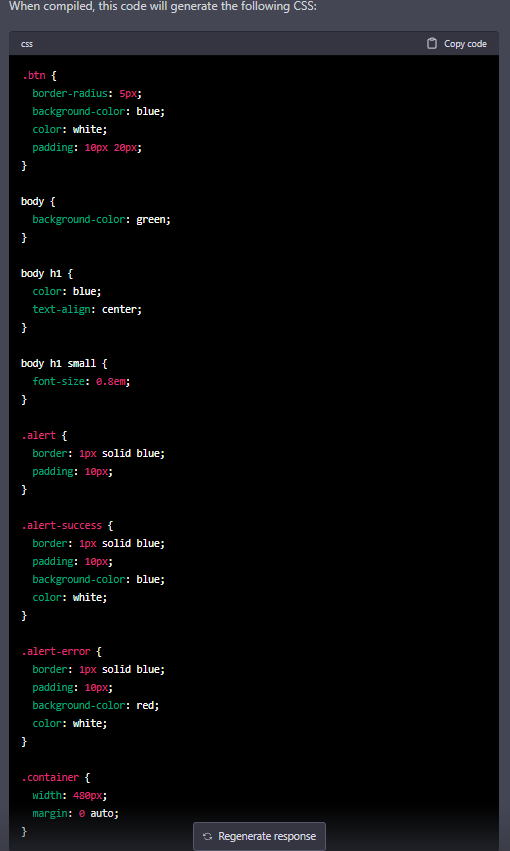 When compiled, this code will generate the following CSS:
css
Copy code
.btn {
  border-radius: 5px;
  background-color: blue;
  color: white;
  padding: 10px 20px;
}
body {
  background-color: green;
}
body h1 {
  color: blue;
  text-align: center;
}
body h1 small {
  font-size: 0.8em;
}
.alert {
  border: 1px solid blue;
  padding: 10px;
}
.alert-success {
  border: 1px solid blue;
  padding: 10px;
  background-color: blue;
  color: white;
}
.alert-error {
  border: 1px solid blue;
  padding: 10px;
  background-color: red;
  color: white;
}
.container {
  width: 480px;
  margin: 0 auto;
}
Regenerate response